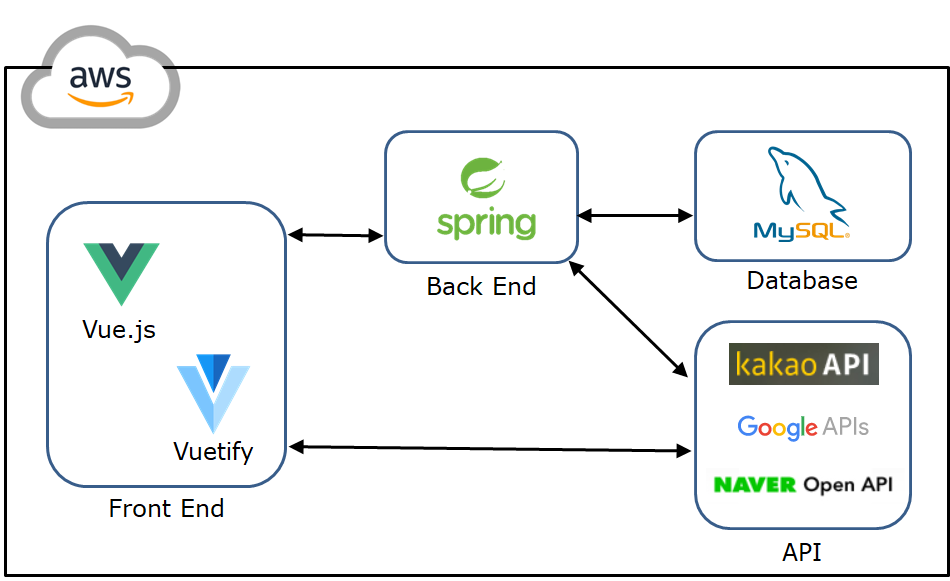 aws
Vue.js
Vuetify
Front End
spring
Back End
MySQL®
Database
kakao API
Google APIs
NAVER Open API
API